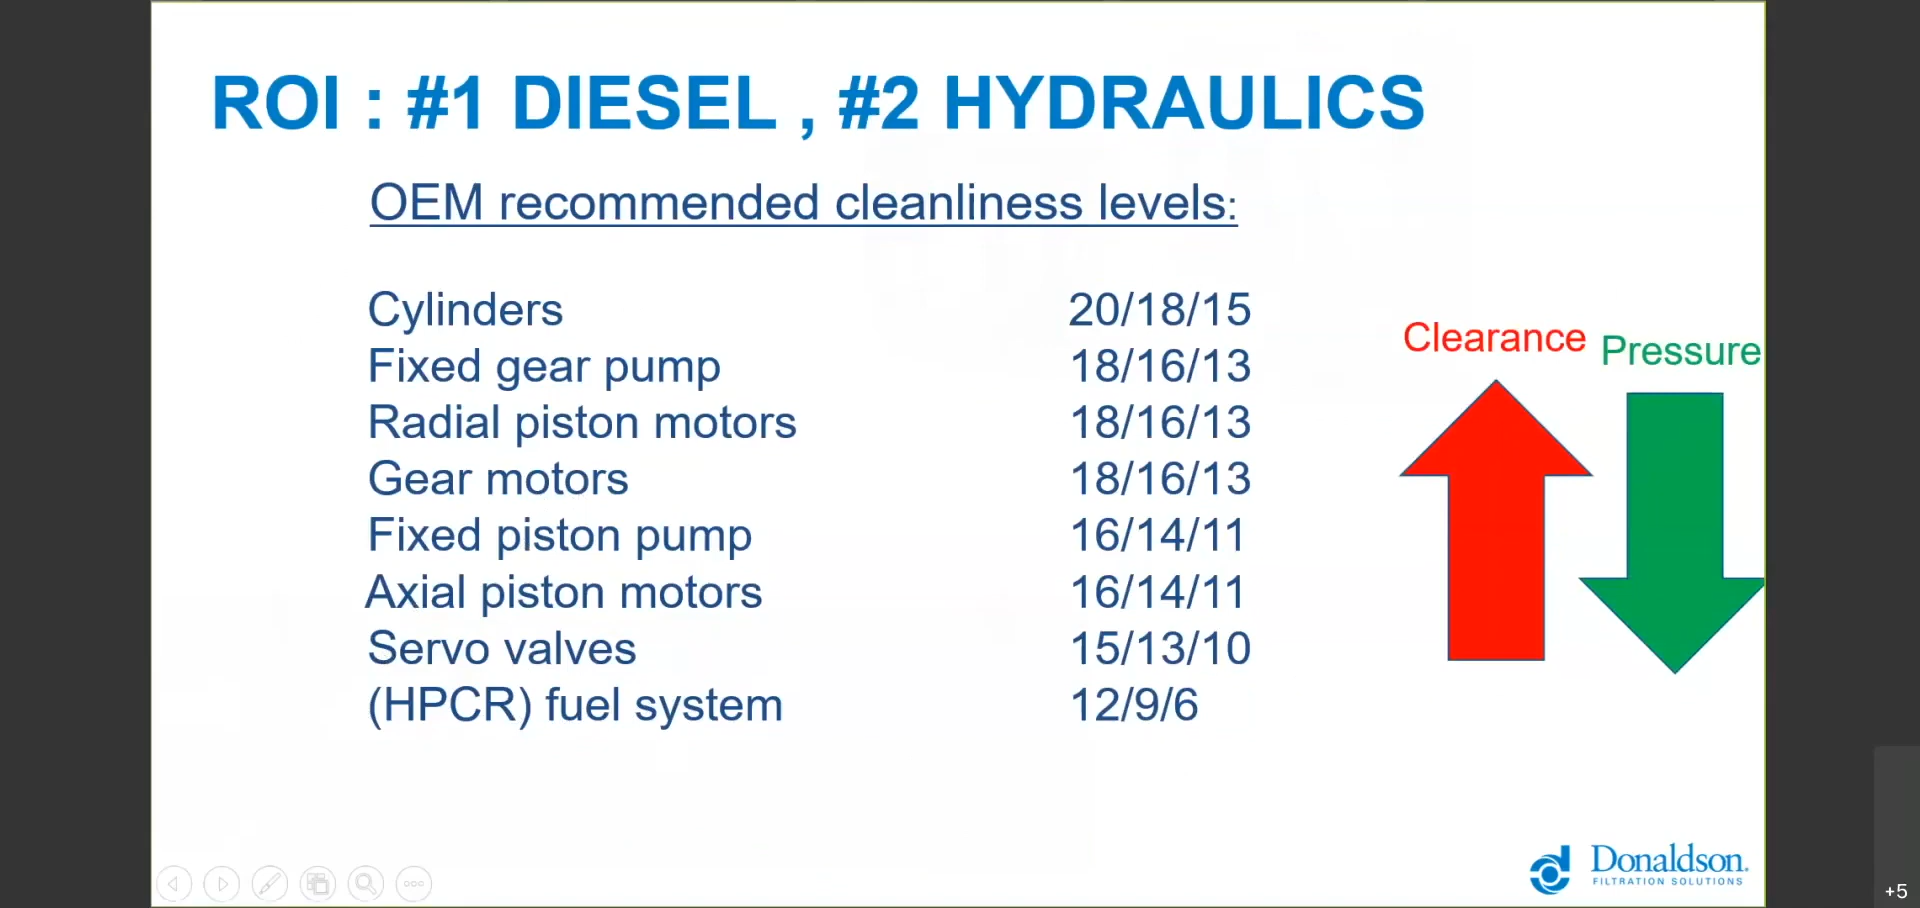 ROI : #1 DIESEL , #2 HYDRAULICS
OEM recommended cleanliness levels:
Cylinders 20/18/15
Fixed gear pump 18/16/13
Radial piston motors 18/16/13
Gear motors 18/16/13
Fixed piston pump 16/14/11
Axial piston motors 16/14/11
Servo valves 15/13/10
(HPCR) fuel system 12/9/6
Clearance
Pressure
Donaldson.
FILTRATION SOLUTIONS
+5